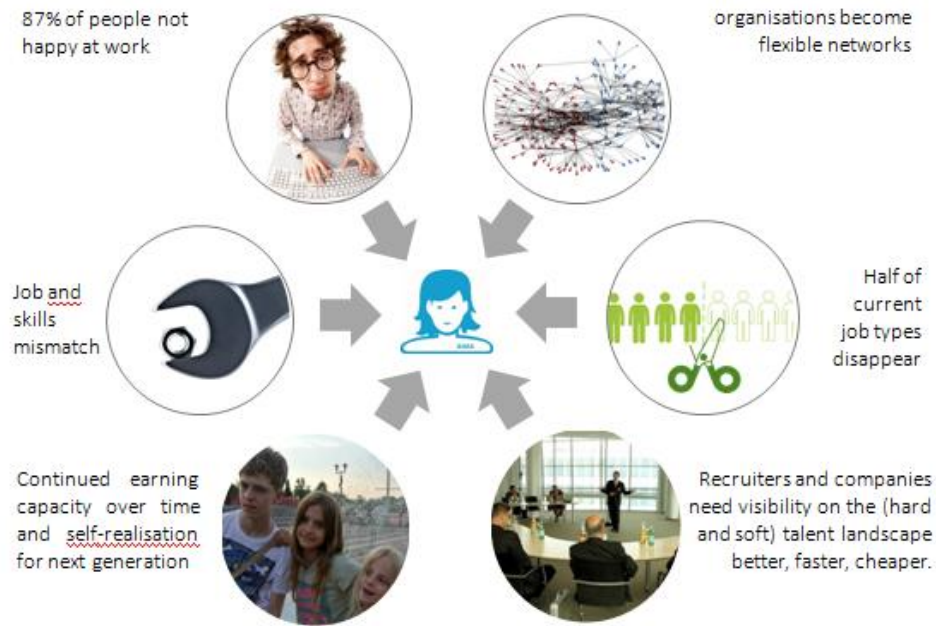 87% of people not
happy at work
organisations become
flexible networks
Job and
skills
mismatch
Half of
current
job types
disappear
Continued earning
capacity over time
and self-realisation
for next generation
Recruiters and companies
need visibility on the (hard
and soft) talent landscape
better, faster, cheaper.